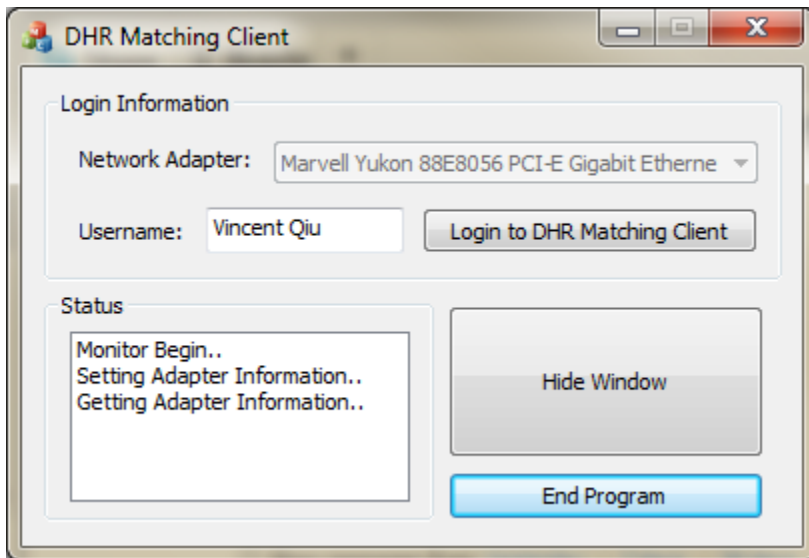 DHR Matching Client
Login Information
Network Adapter: Marvell Yukon 88E8056 PCI-E Gigabit Etherne
Username: Vincent Qiu Login to DHR Matching Client
Status
Monitor Begin..
Setting Adapter Information..
Getting Adapter Information..
Hide Window
End Program